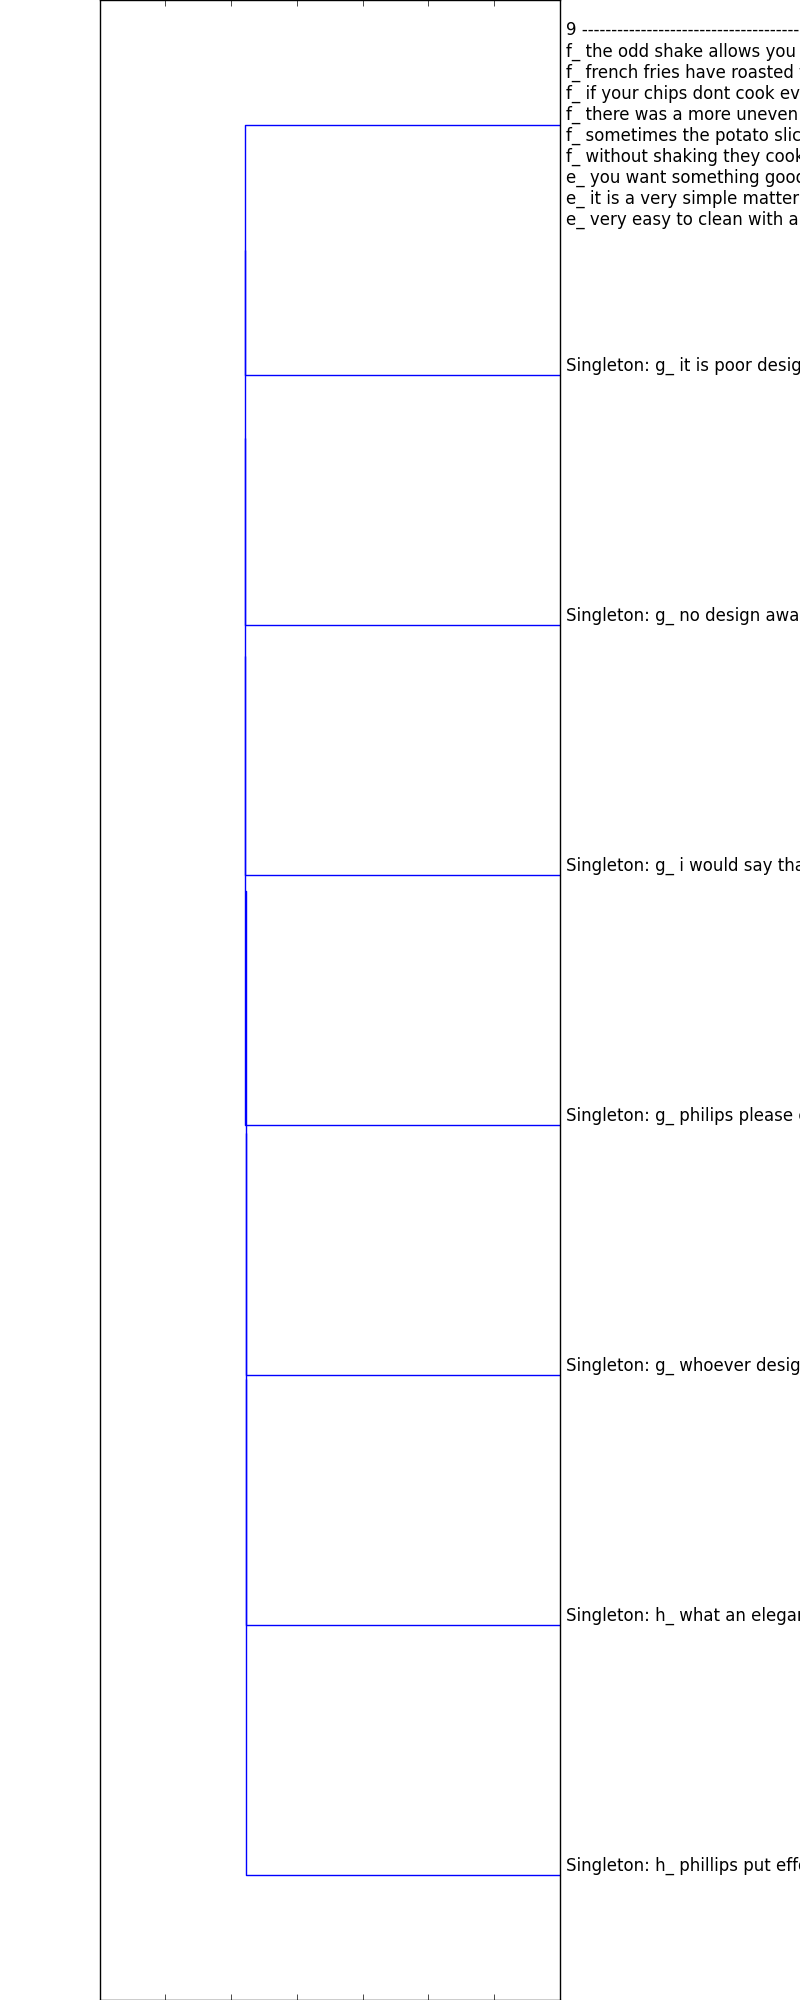 9 ------------------------------------
f_ the odd shake allows you
f_ french fries have roasted
f_ if your chips dont cook ev
f_ there was a more uneven
f_ sometimes the potato slic
f_ without shaking they cook
e_ you want something good
e_ it is a very simple matter
e_ very easy to clean with a
Singleton: g_ it is poor desig
Singleton: g_ no design awa
Singleton: g_ i would say tha
Singleton: g_ philips please
Singleton: g_ whoever desig
Singleton: h_ what an elegan
Singleton: h_ phillips put effo